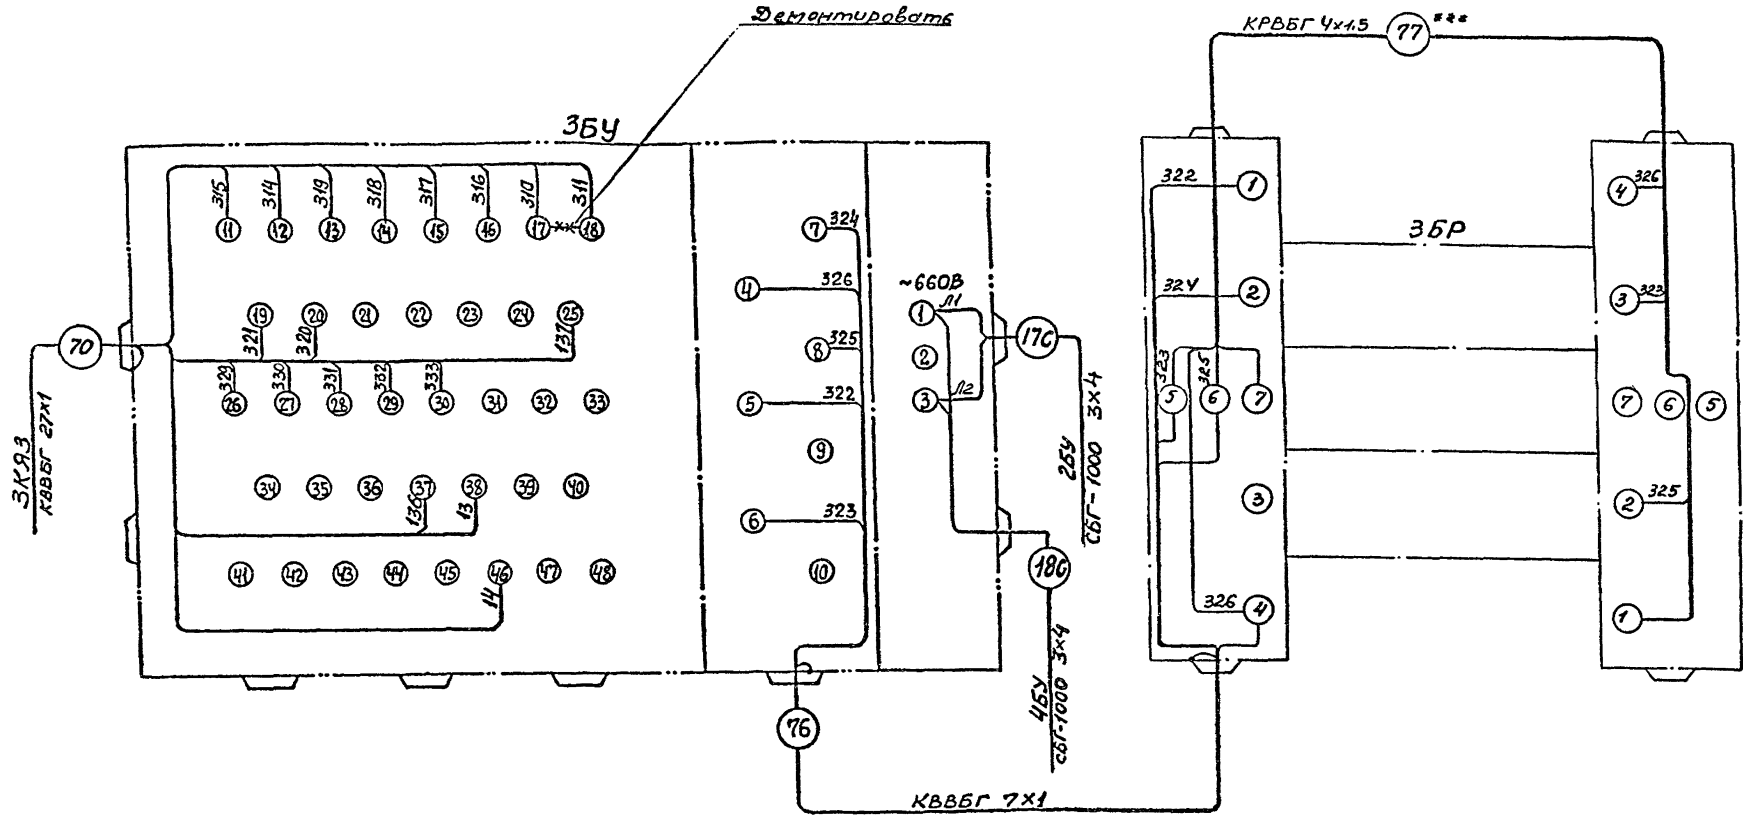 Демонтировать
КРВБГ 4х1.5
77 ***
3БУ
315 314 319 318 317 316 310 311
11 12 13 14 15 16 17 хх 18
19 20 21 22 23 24 25
321 320 137
329 330 331 332 333
26 27 28 29 30 31 32 33
34 35 36 37 38 39 40
136 13
41 42 43 44 45 46 47 48
14
70
3КЯ3
КВВБГ 27х1
7 324
4 326
8 325
5 322
9
6 323
10
~660В
1 Л1
2
3 Л2
17С
2БУ
СБГ-1000 3х4
18С
4БУ
СБГ-1000 3х4
76
КВВБГ 7х1
322 1
324 2
323 325
5 6 7
3
326 4
3БР
4 326
3 323
7 6 5
2 325
1